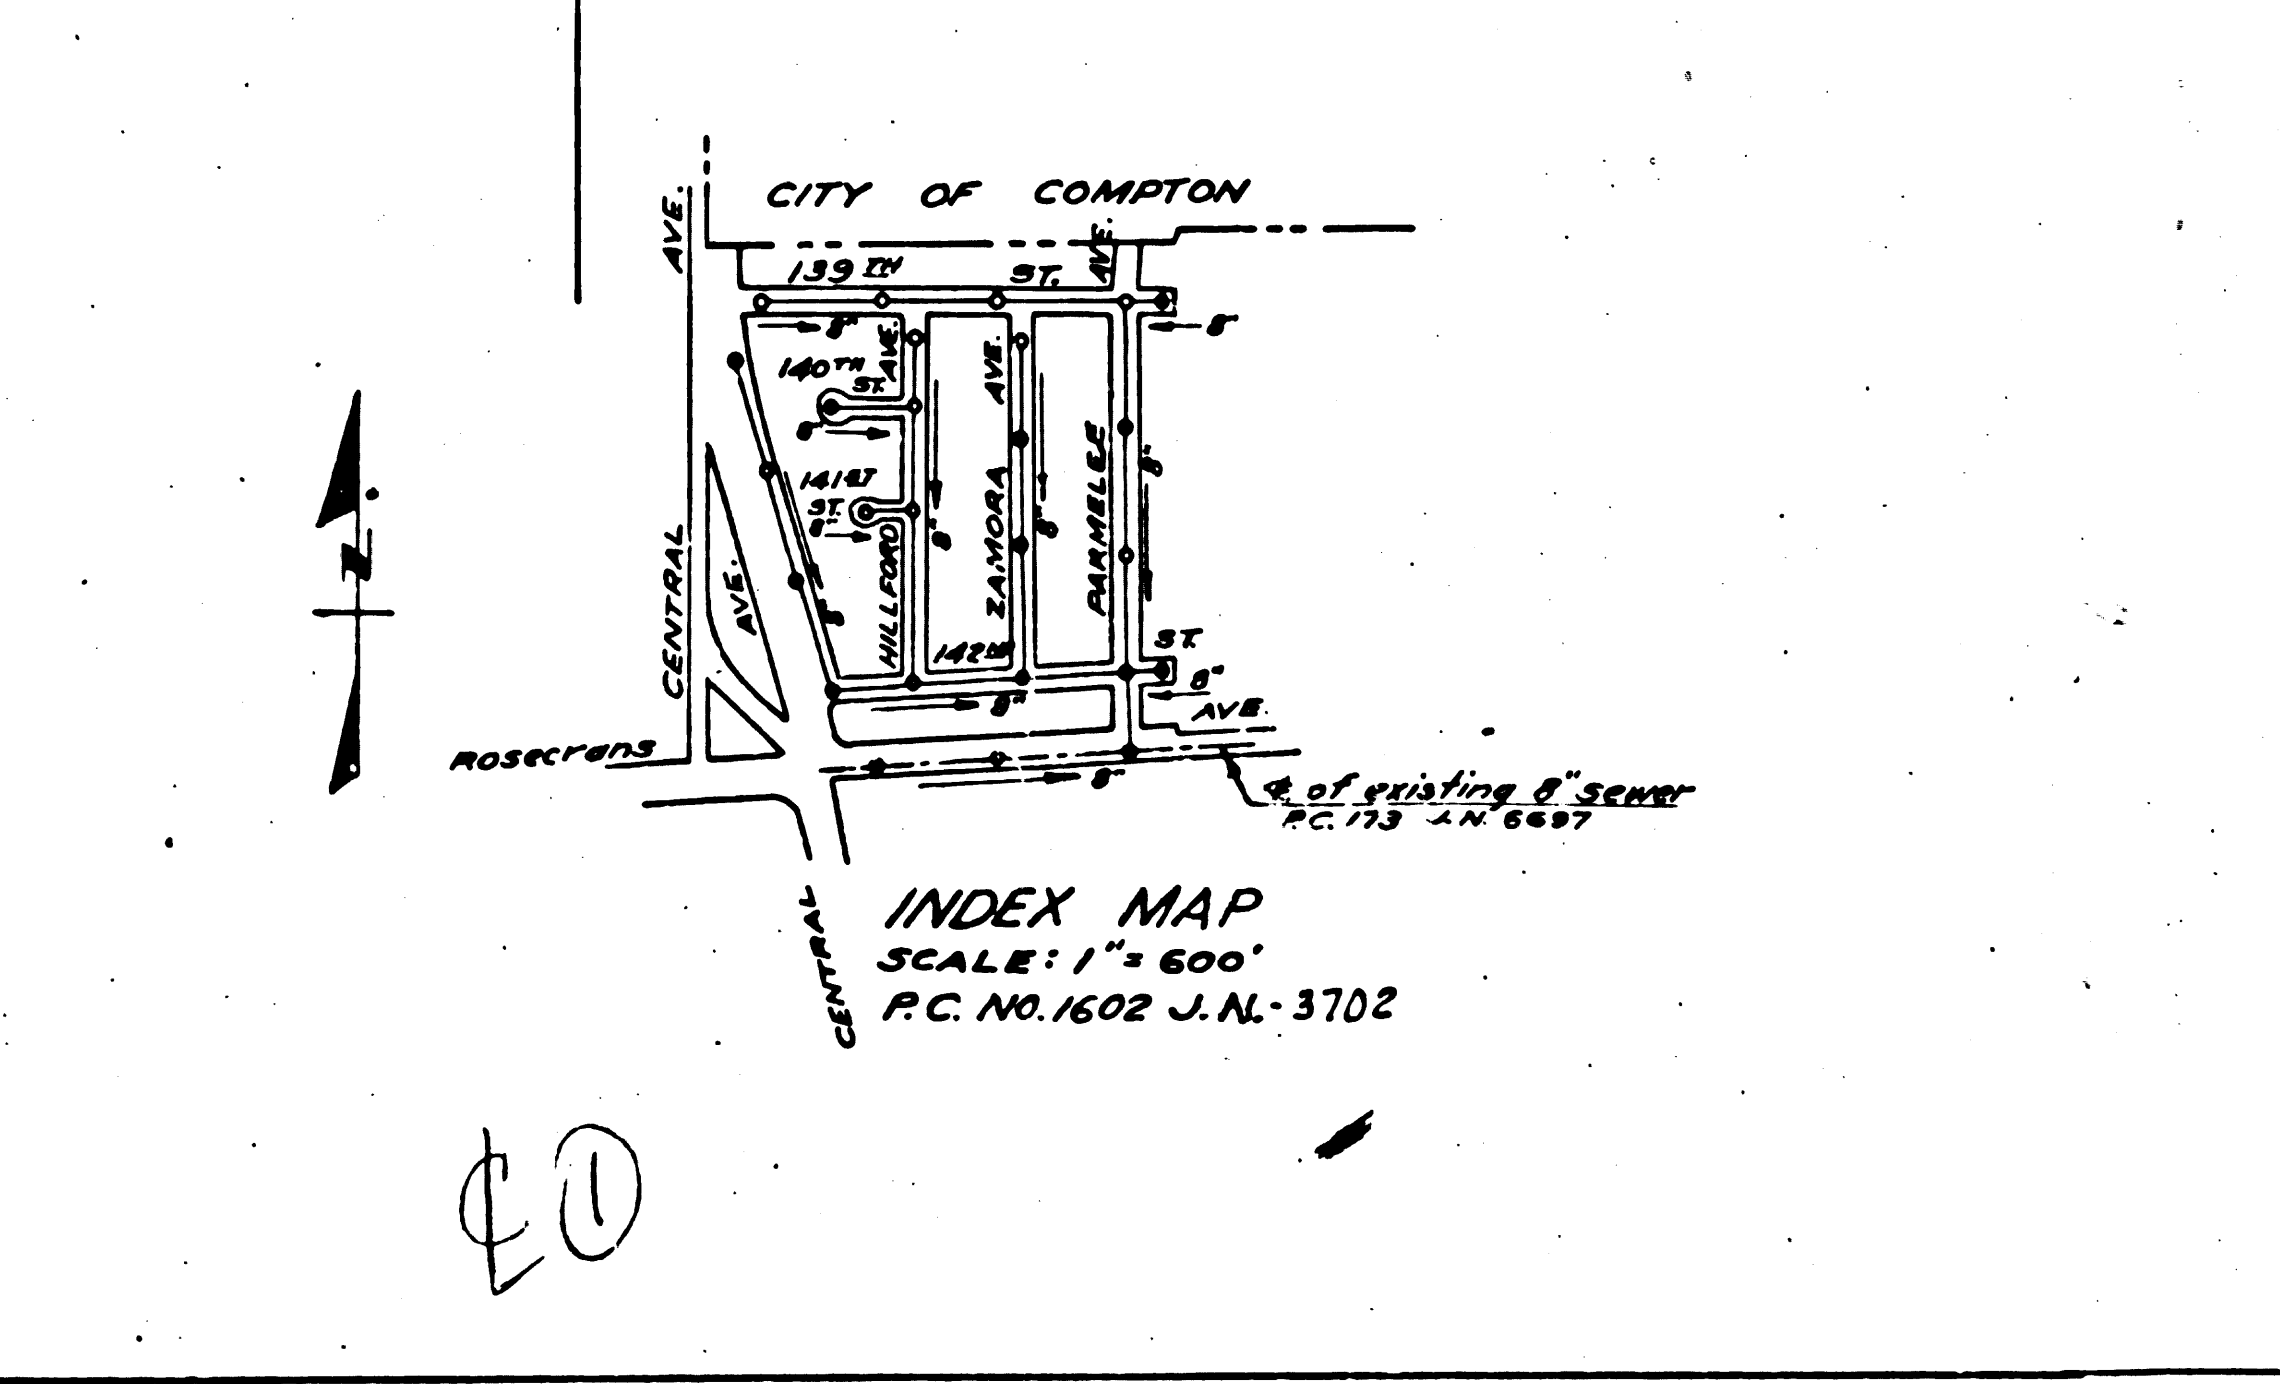 CITY OF COMPTON
AVE.
AVE.
139TH ST.
8"
8"
AVE.
140TH
ST.
AVE.
8"
141ST
ST.
8"
8"
8"
8"
8"
CENTRAL
AVE.
HILLFORD
ZAMORA
PARMELEE
142ND
ST.
8"
8"
AVE.
Rosecrans
8"
℄ of existing 8" sewer
P.C. 173 J.N. 6697
INDEX MAP
SCALE: 1" = 600'
P.C. NO. 1602 J.N.- 3702
CENTRAL
N.
℄ 1